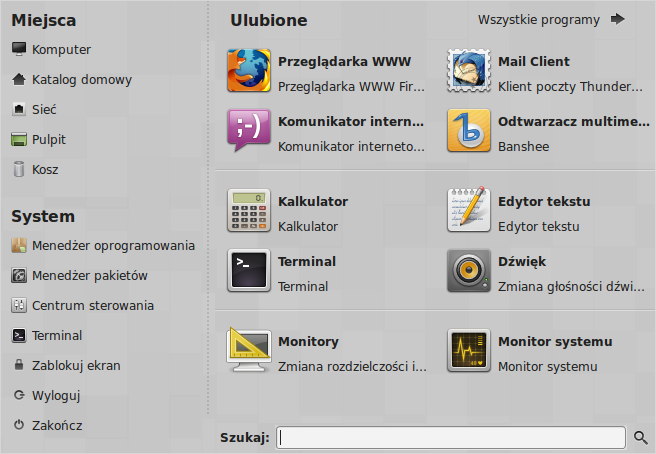 Miejsca
Komputer
Katalog domowy
Sieć
Pulpit
Kosz
System
Menedżer oprogramowania
Menedżer pakietów
Centrum sterowania
Terminal
Zablokuj ekran
Wyloguj
Zakończ
Ulubione
Wszystkie programy
Przeglądarka WWW
Przeglądarka WWW Fir...
Mail Client
Klient poczty Thunder...
Komunikator intern...
Komunikator interneto...
Odtwarzacz multime...
Banshee
Kalkulator
Kalkulator
Edytor tekstu
Edytor tekstu
Terminal
Terminal
Dźwięk
Zmiana głośności dźwi...
Monitory
Zmiana rozdzielczości i...
Monitor systemu
Monitor systemu
Szukaj: